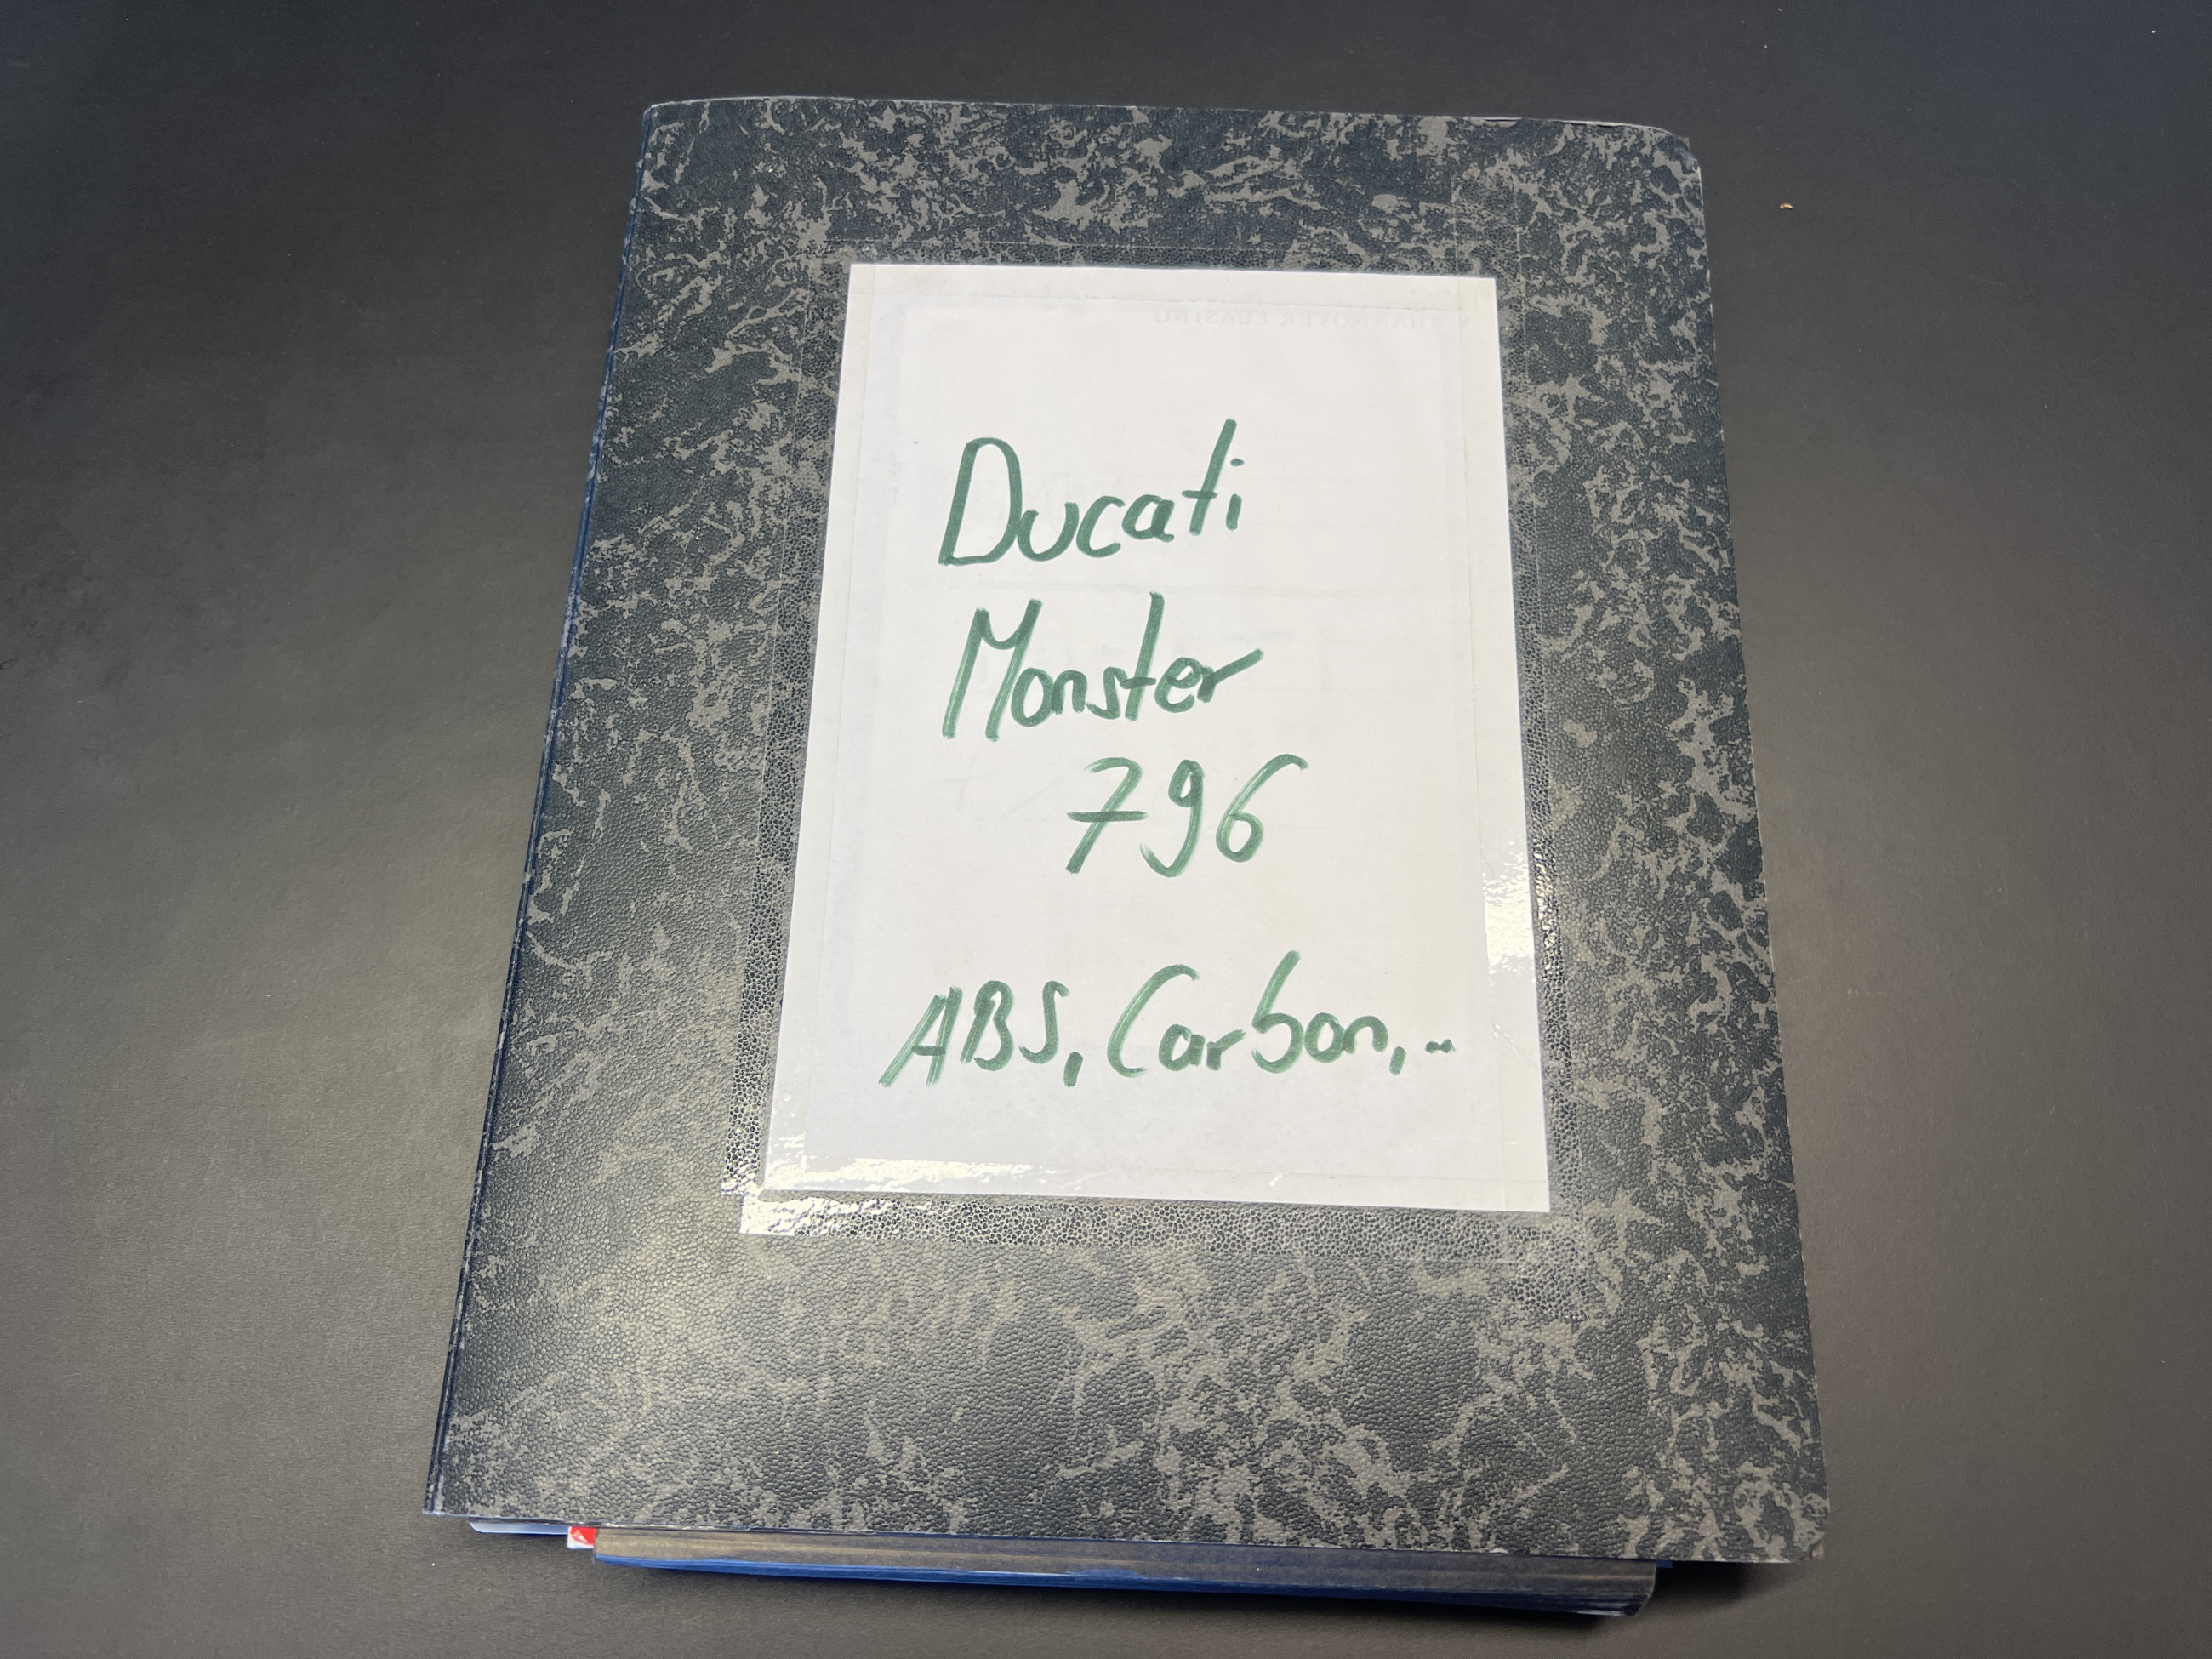 Ducati
Monster
796
ABS, Carbon,..